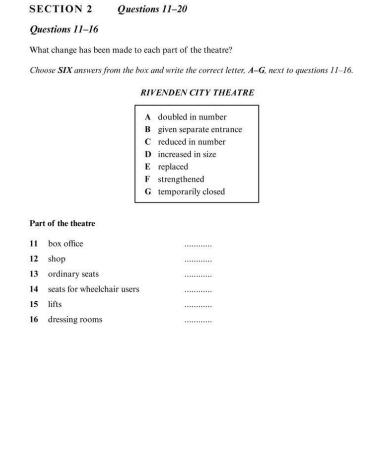 SECTION 2 Questions 11–20
Questions 11–16
What change has been made to each part of the theatre?
Choose SIX answers from the box and write the correct letter, A–G, next to questions 11–16.
RIVENDEN CITY THEATRE
A doubled in number
B given separate entrance
C reduced in number
D increased in size
E replaced
F strengthened
G temporarily closed
Part of the theatre
11 box office ............
12 shop ............
13 ordinary seats ............
14 seats for wheelchair users ............
15 lifts ............
16 dressing rooms ............